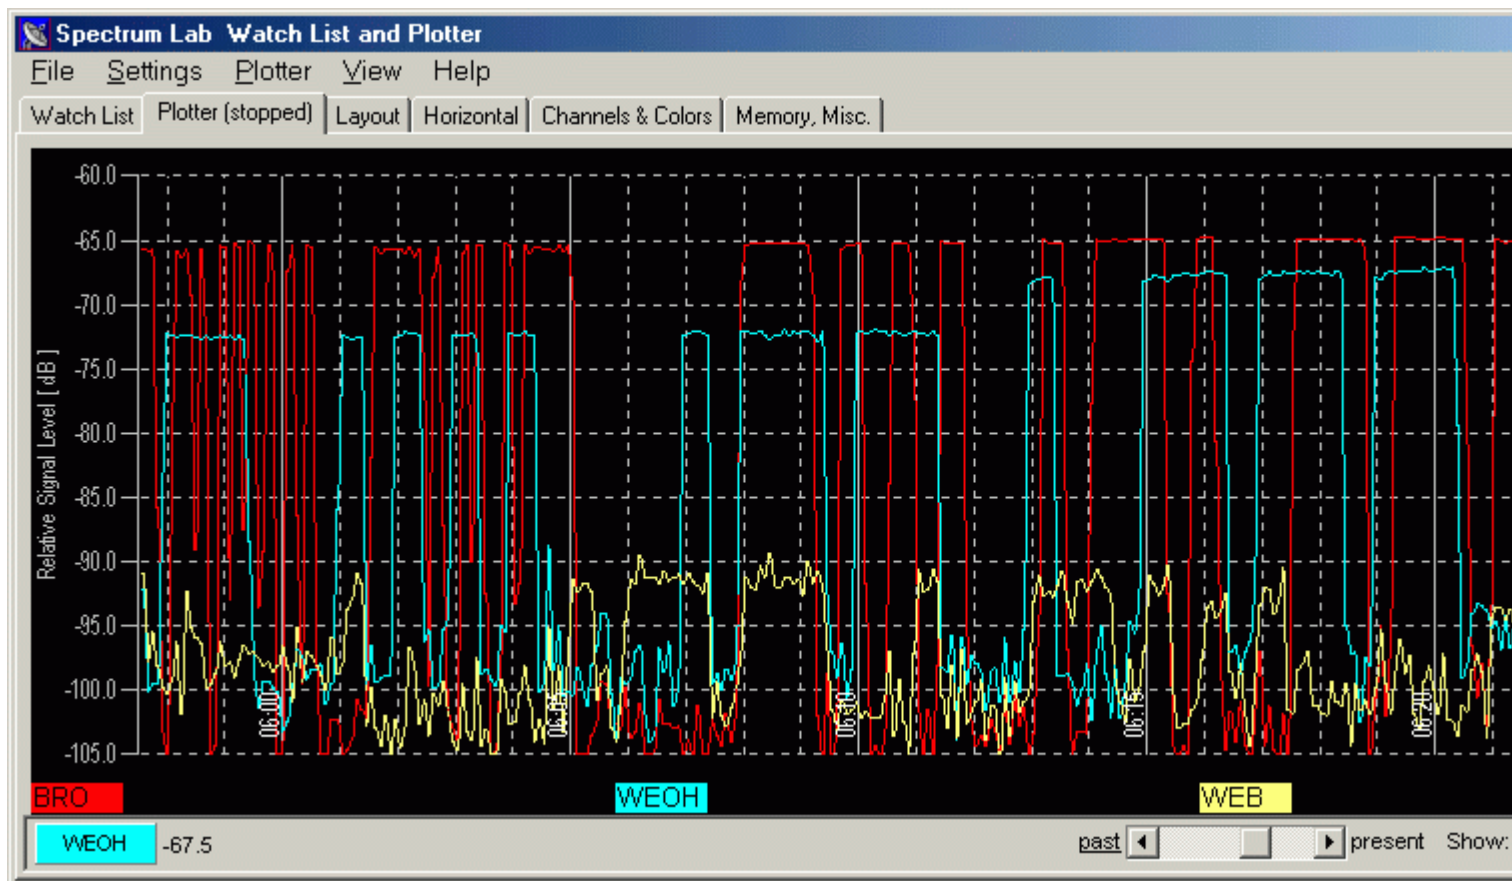 Spectrum Lab Watch List and Plotter
File Settings Plotter View Help
Watch List Plotter (stopped) Layout Horizontal Channels & Colors Memory, Misc.
-60.0
-65.0
-70.0
-75.0
-80.0
-85.0
-90.0
-95.0
-100.0
-105.0
Relative Signal Level [ dB ]
06:00 06:05 06:10 06:15 06:20
BRO WEOH WEB
WEOH -67.5 past present Show: